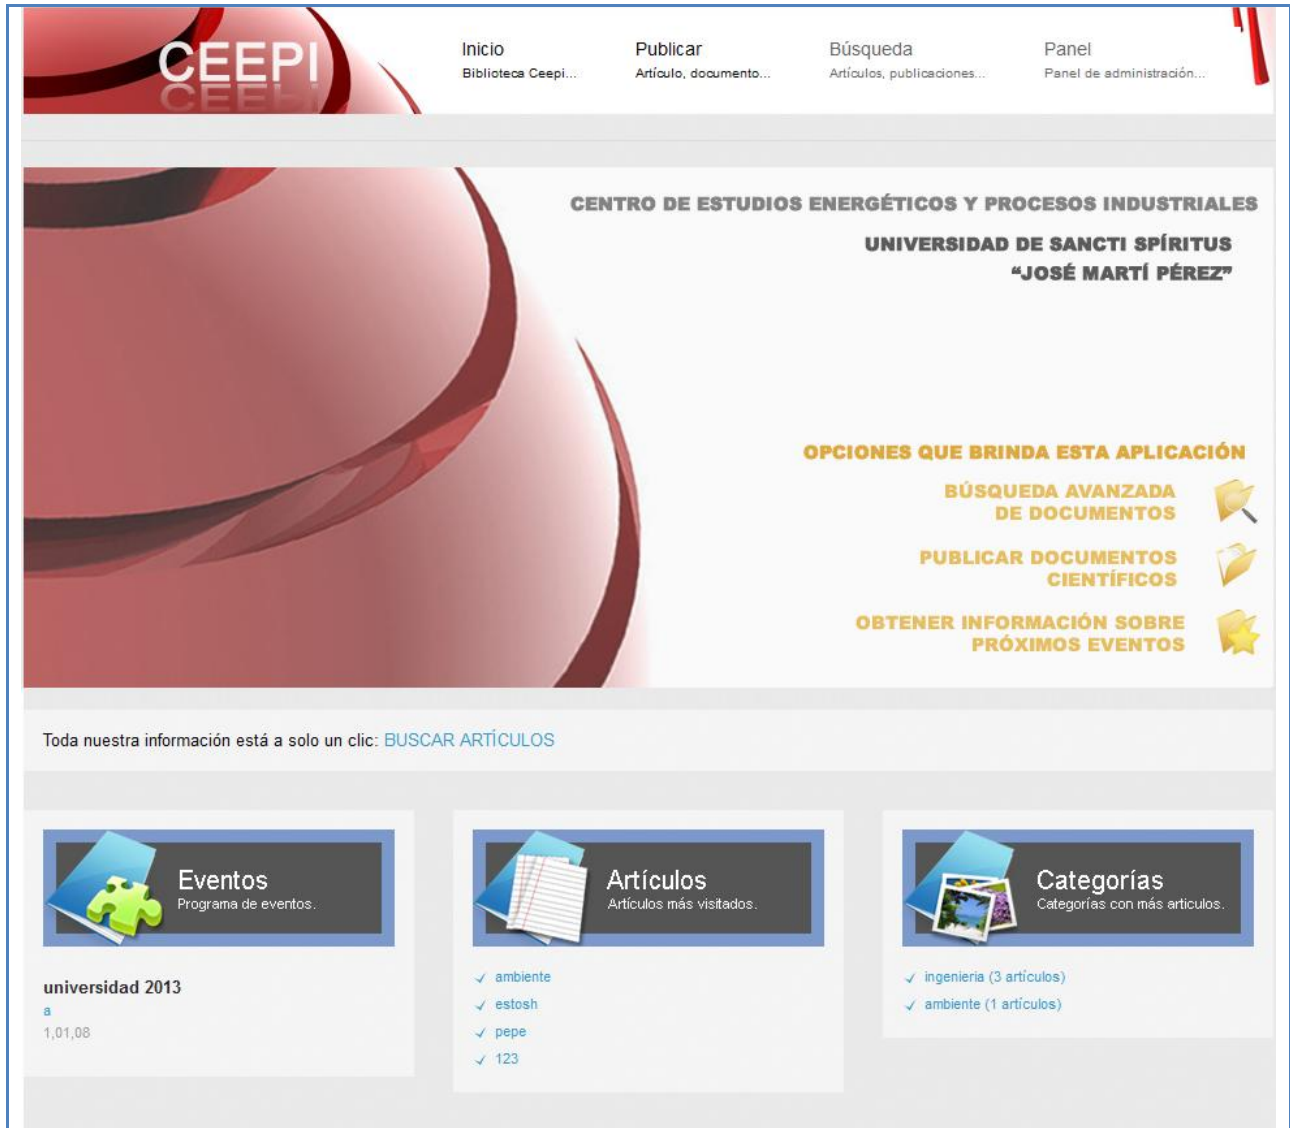 CEEPI
Inicio
Biblioteca Ceepi...
Publicar
Artículo, documento...
Búsqueda
Artículos, publicaciones...
Panel
Panel de administración...
CENTRO DE ESTUDIOS ENERGÉTICOS Y PROCESOS INDUSTRIALES
UNIVERSIDAD DE SANCTI SPÍRITUS
“JOSÉ MARTÍ PÉREZ”
OPCIONES QUE BRINDA ESTA APLICACIÓN
BÚSQUEDA AVANZADA
DE DOCUMENTOS
PUBLICAR DOCUMENTOS
CIENTÍFICOS
OBTENER INFORMACIÓN SOBRE
PRÓXIMOS EVENTOS
Toda nuestra información está a solo un clic: BUSCAR ARTÍCULOS
Eventos
Programa de eventos.
universidad 2013
a
1,01,08
Artículos
Artículos más visitados.
ambiente
estosh
pepe
123
Categorías
Categorías con más articulos.
ingenieria (3 artículos)
ambiente (1 artículos)